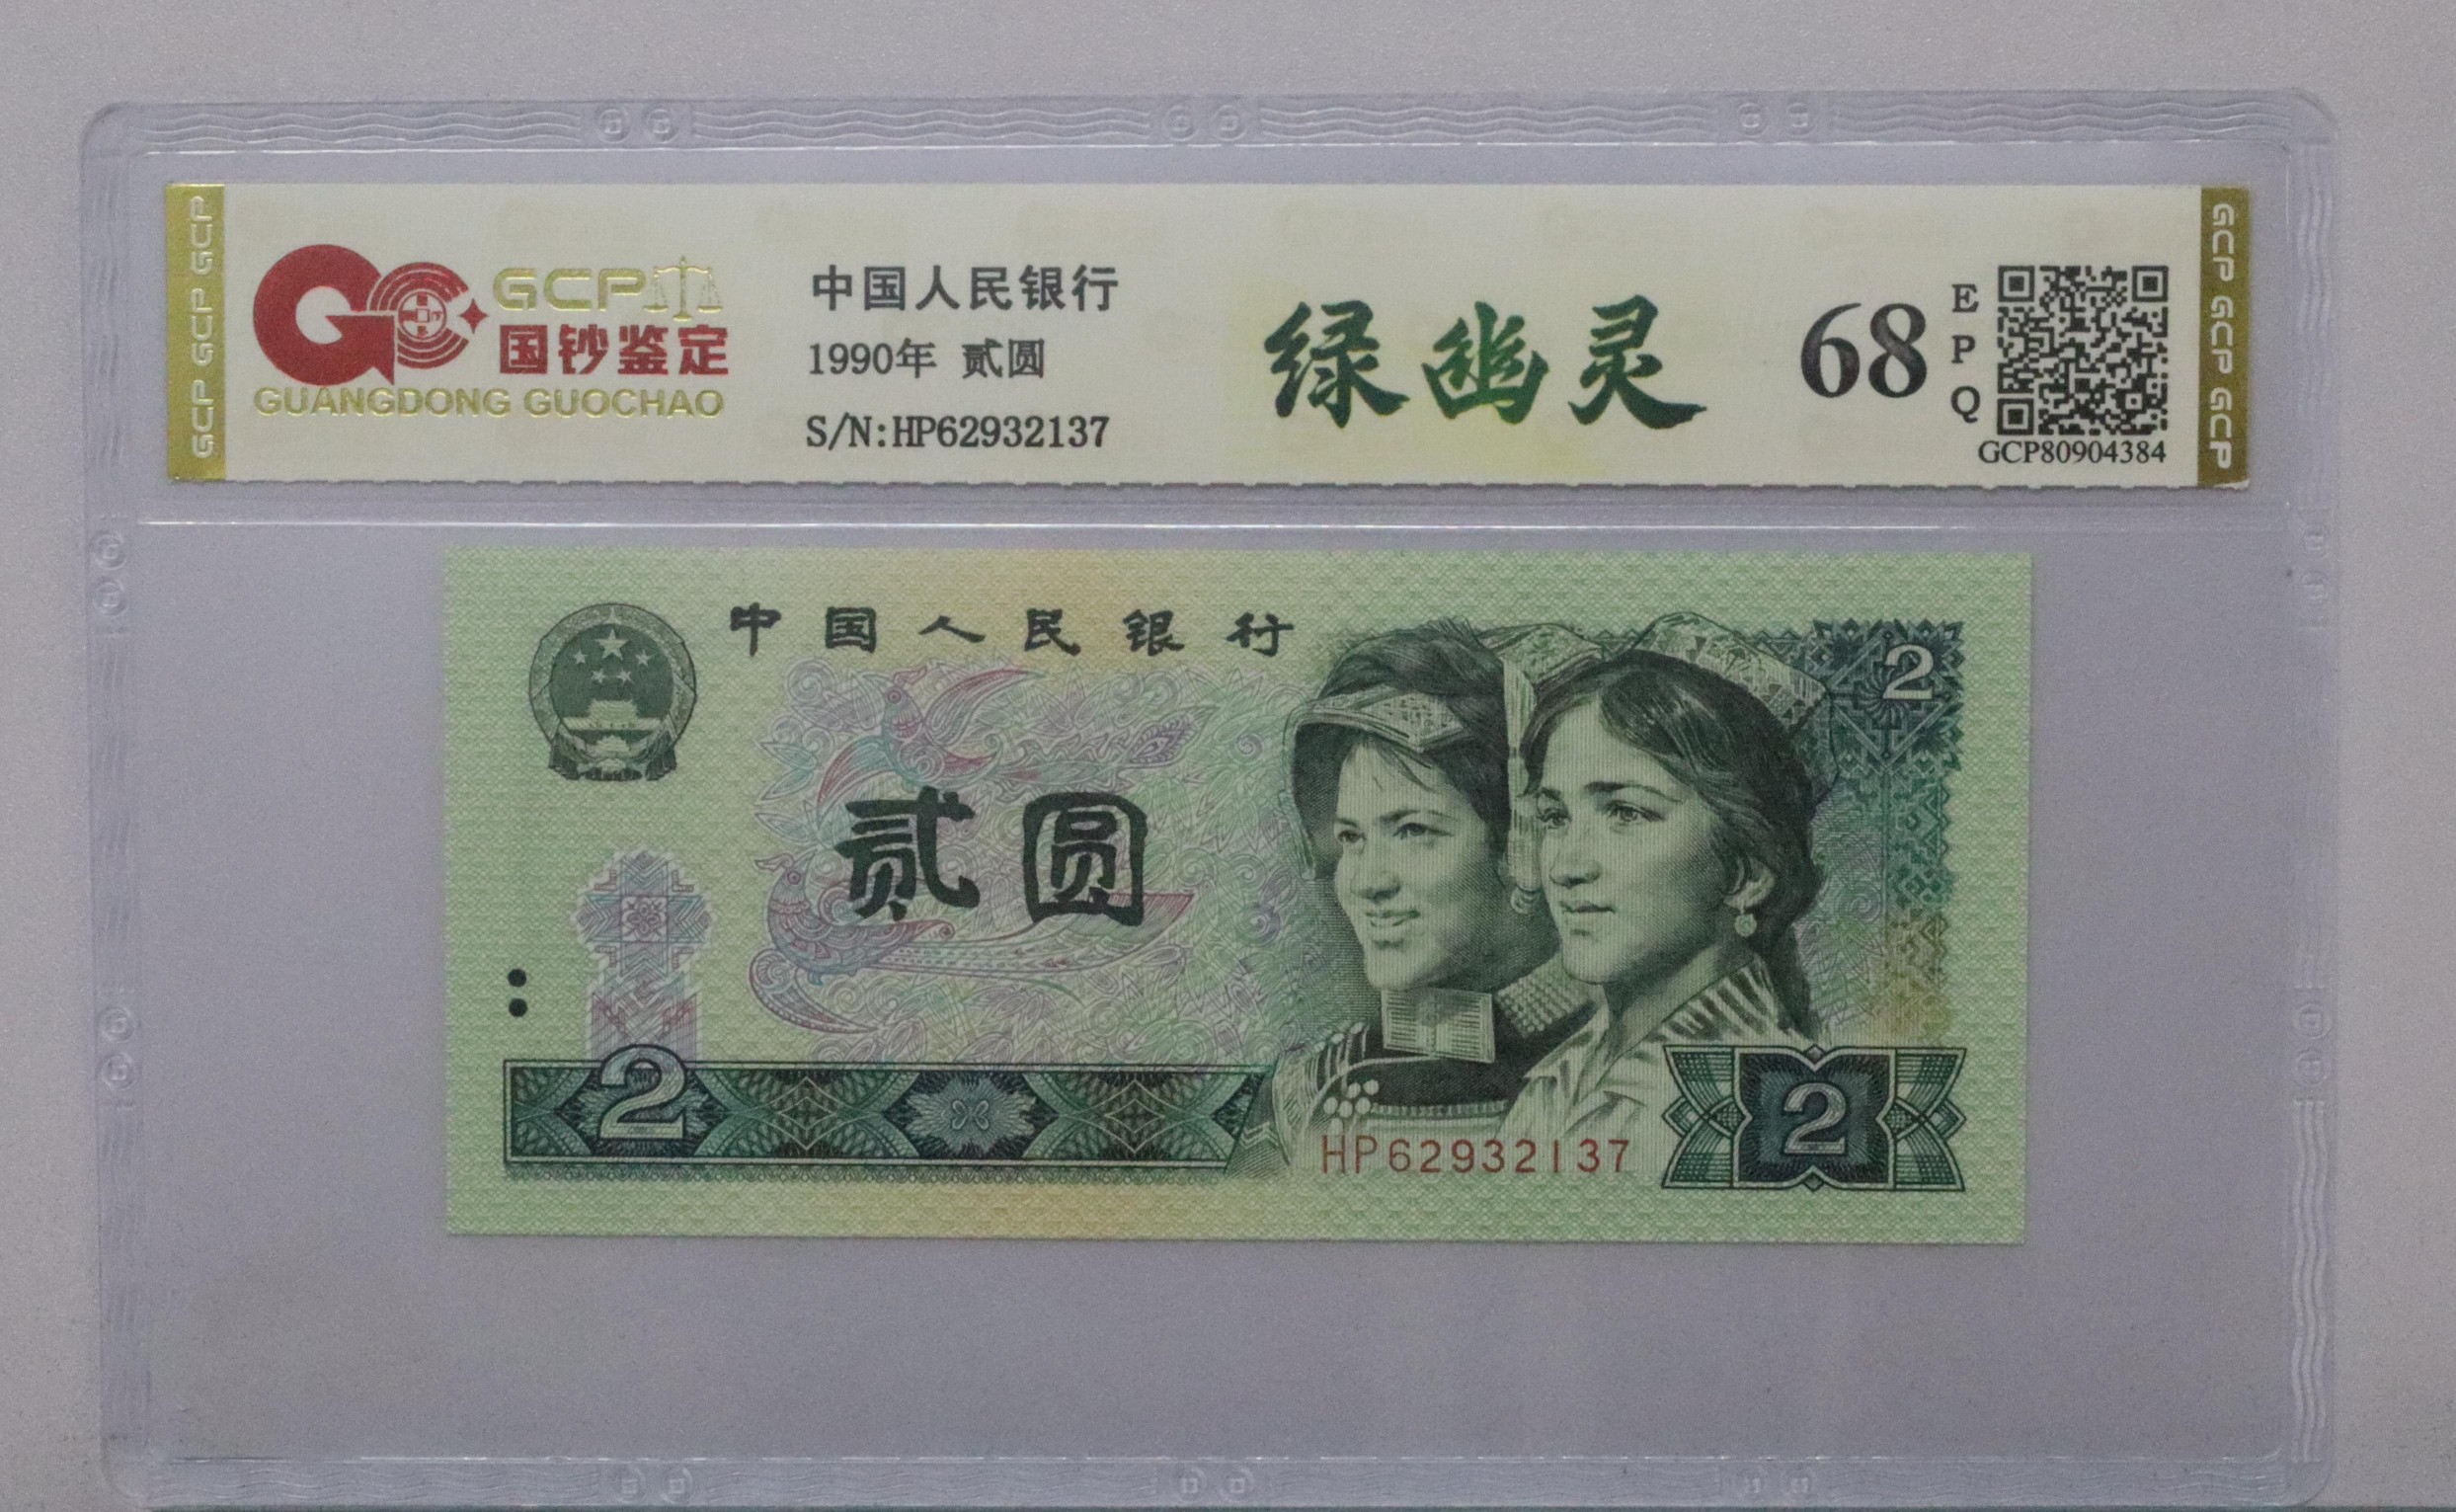 GCP GCP GCP
GCP
国钞鉴定
GUANGDONG GUOCHAO
中国人民银行
1990年 贰圆
S/N:HP62932137
绿幽灵
68
EPQ
GCP80904384
GCP GCP GCP
中国人民银行
2
贰圆
2
HP62932137
2